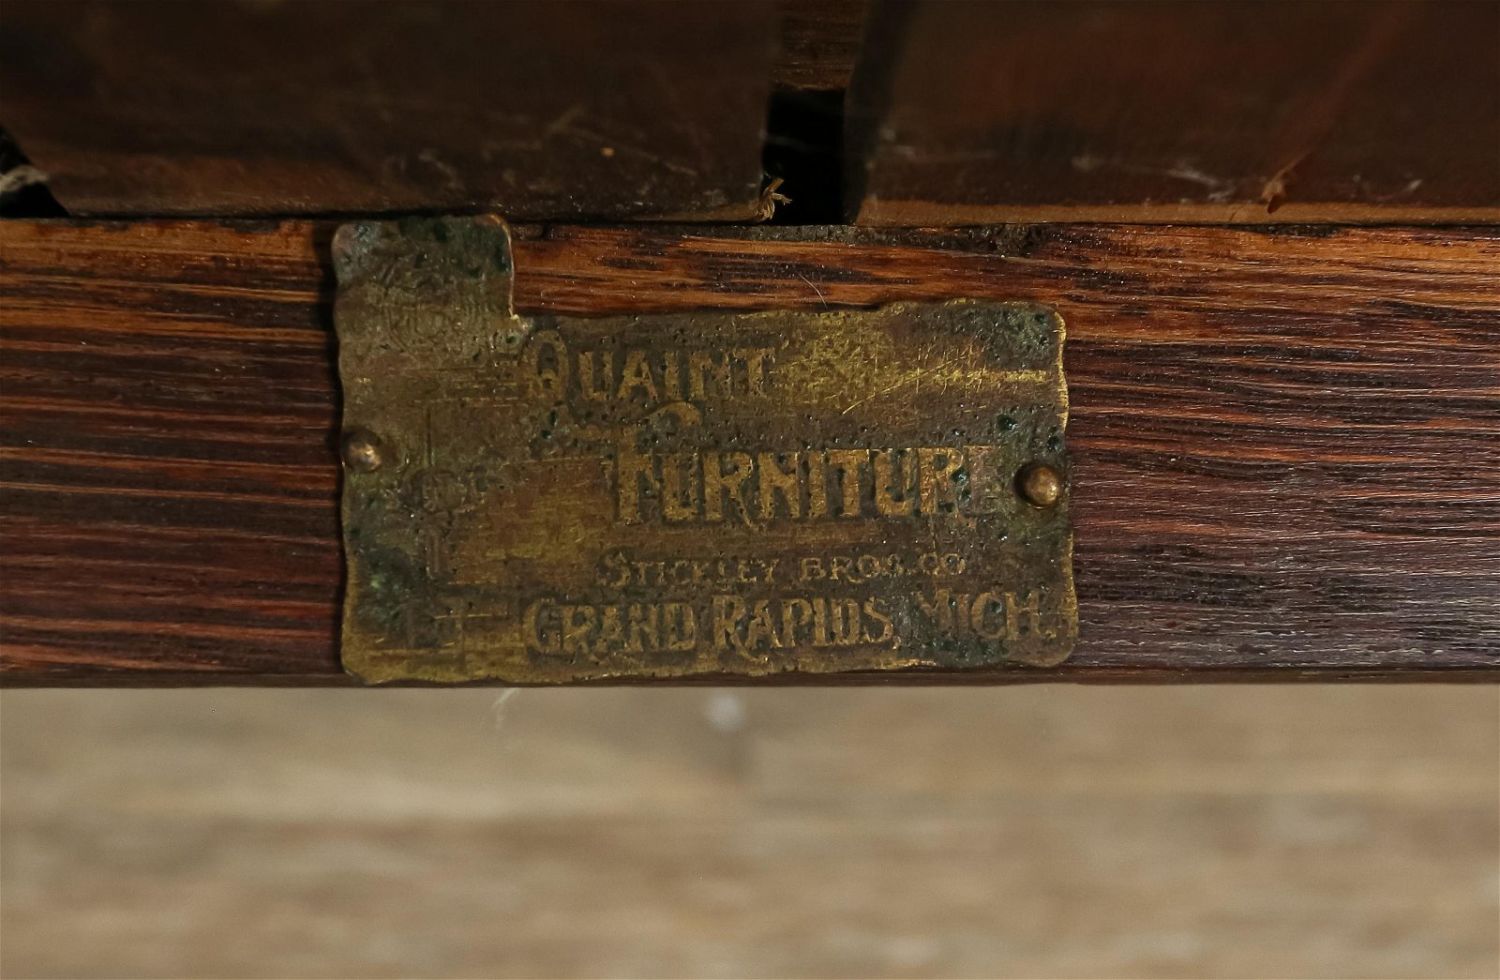 QUAINT
FURNITURE
STICKLEY BROS. CO
GRAND RAPIDS, MICH.